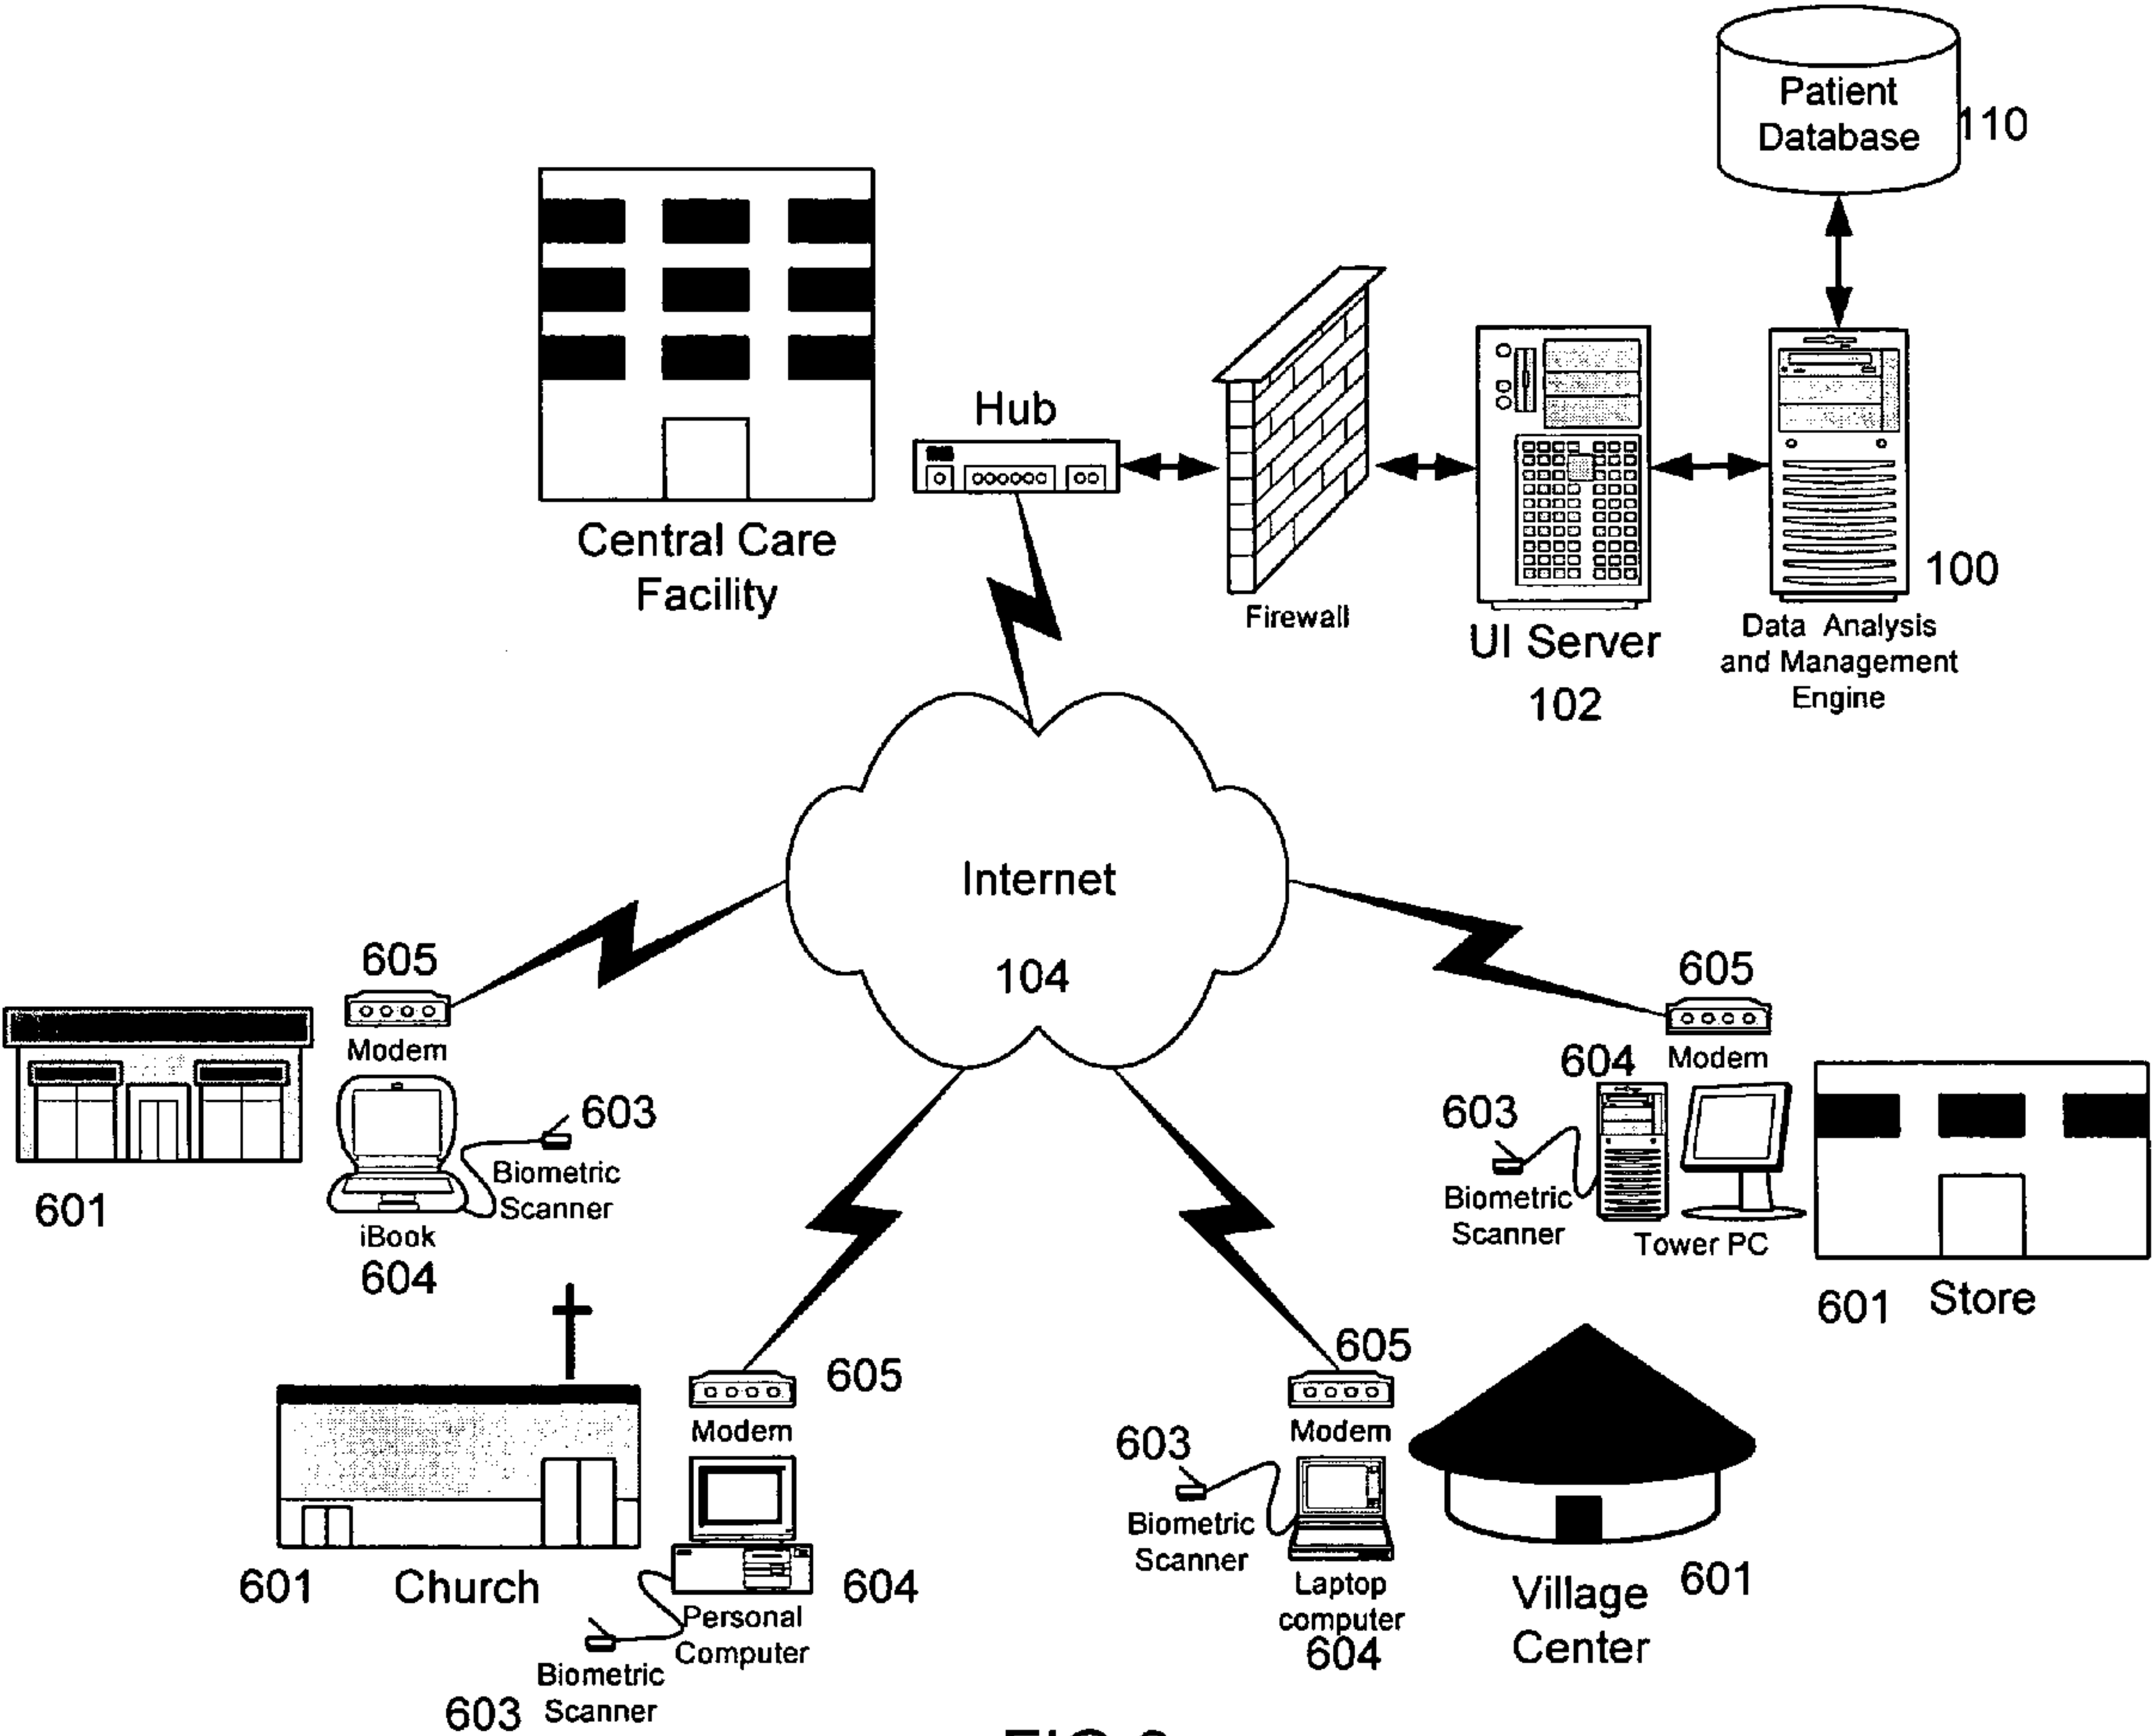 Patient
Database
110
Hub
Central Care
Facility
Firewall
UI Server
102
100
Data Analysis
and Management
Engine
Internet
104
605
Modem
603
Biometric
Scanner
iBook
604
601
605
Modem
604
603
Biometric
Scanner
Tower PC
601 Store
605
Modem
601 Church
604
Personal
Computer
Biometric
Scanner
603
605
Modem
603
Biometric
Scanner
Laptop
computer
604
Village
Center
601